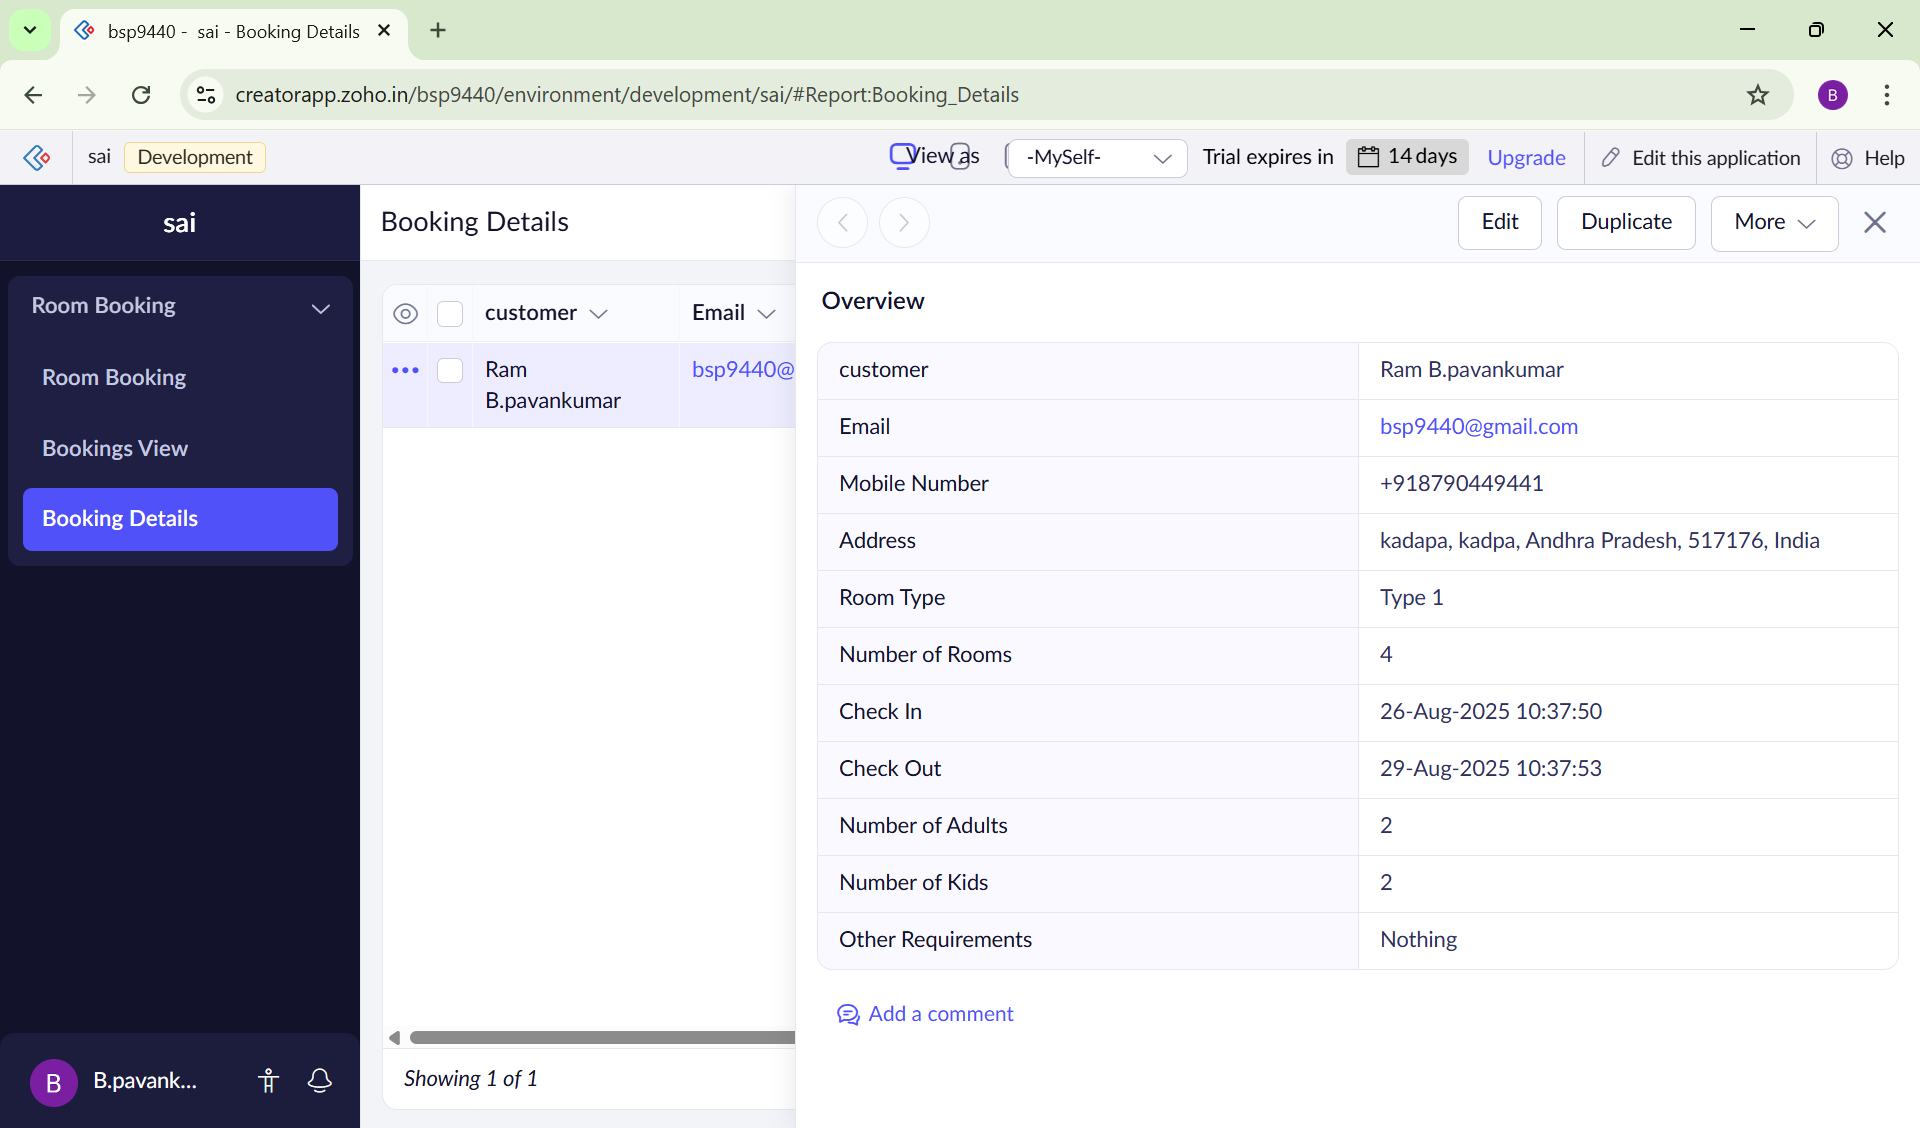 bsp9440 - sai - Booking Details
creatorapp.zoho.in/bsp9440/environment/development/sai/#Report:Booking_Details
B
sai Development View as -MySelf- Trial expires in 14 days Upgrade Edit this application Help
sai
Room Booking
Room Booking
Bookings View
Booking Details
B B.pavank...
Booking Details
customer Email
Ram bsp9440@
B.pavankumar
Showing 1 of 1
Edit Duplicate More
Overview
customer Ram B.pavankumar
Email bsp9440@gmail.com
Mobile Number +918790449441
Address kadapa, kadpa, Andhra Pradesh, 517176, India
Room Type Type 1
Number of Rooms 4
Check In 26-Aug-2025 10:37:50
Check Out 29-Aug-2025 10:37:53
Number of Adults 2
Number of Kids 2
Other Requirements Nothing
Add a comment